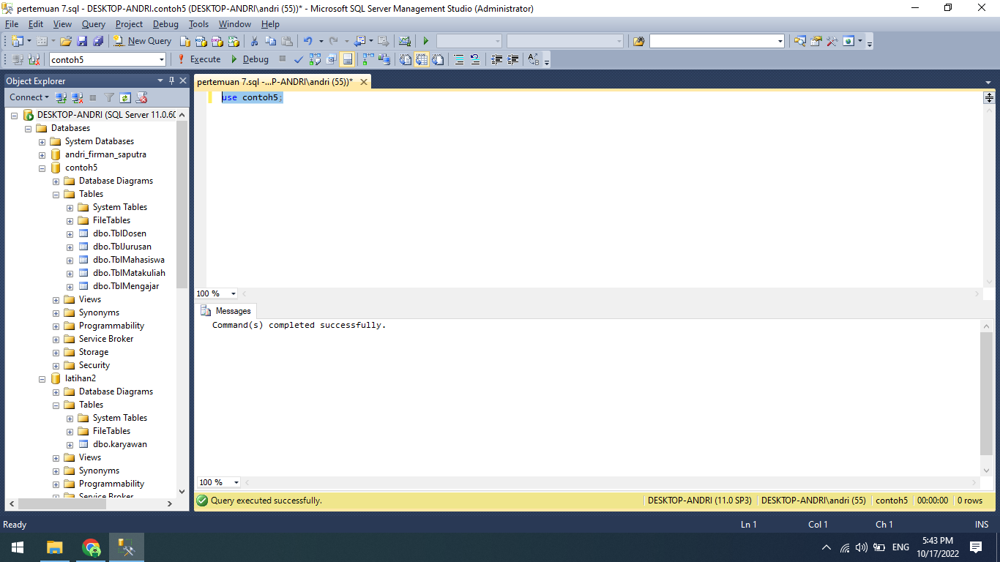 pertemuan 7.sql - DESKTOP-ANDRI.contoh5 (DESKTOP-ANDRI\andri (55))* - Microsoft SQL Server Management Studio (Administrator)
File Edit View Query Project Debug Tools Window Help
New Query
contoh5 Execute Debug
Object Explorer
Connect
DESKTOP-ANDRI (SQL Server 11.0.60
Databases
System Databases
andri_firman_saputra
contoh5
Database Diagrams
Tables
System Tables
FileTables
dbo.TblDosen
dbo.TblJurusan
dbo.TblMahasiswa
dbo.TblMatakuliah
dbo.TblMengajar
Views
Synonyms
Programmability
Service Broker
Storage
Security
latihan2
Database Diagrams
Tables
System Tables
FileTables
dbo.karyawan
Views
Synonyms
Programmability
Service Broker
pertemuan 7.sql -...P-ANDRI\andri (55))*
use contoh5;
100 %
Messages
Command(s) completed successfully.
100 %
Query executed successfully. DESKTOP-ANDRI (11.0 SP3) DESKTOP-ANDRI\andri (55) contoh5 00:00:00 0 rows
Ready Ln 1 Col 1 Ch 1 INS
ENG
5:43 PM
10/17/2022